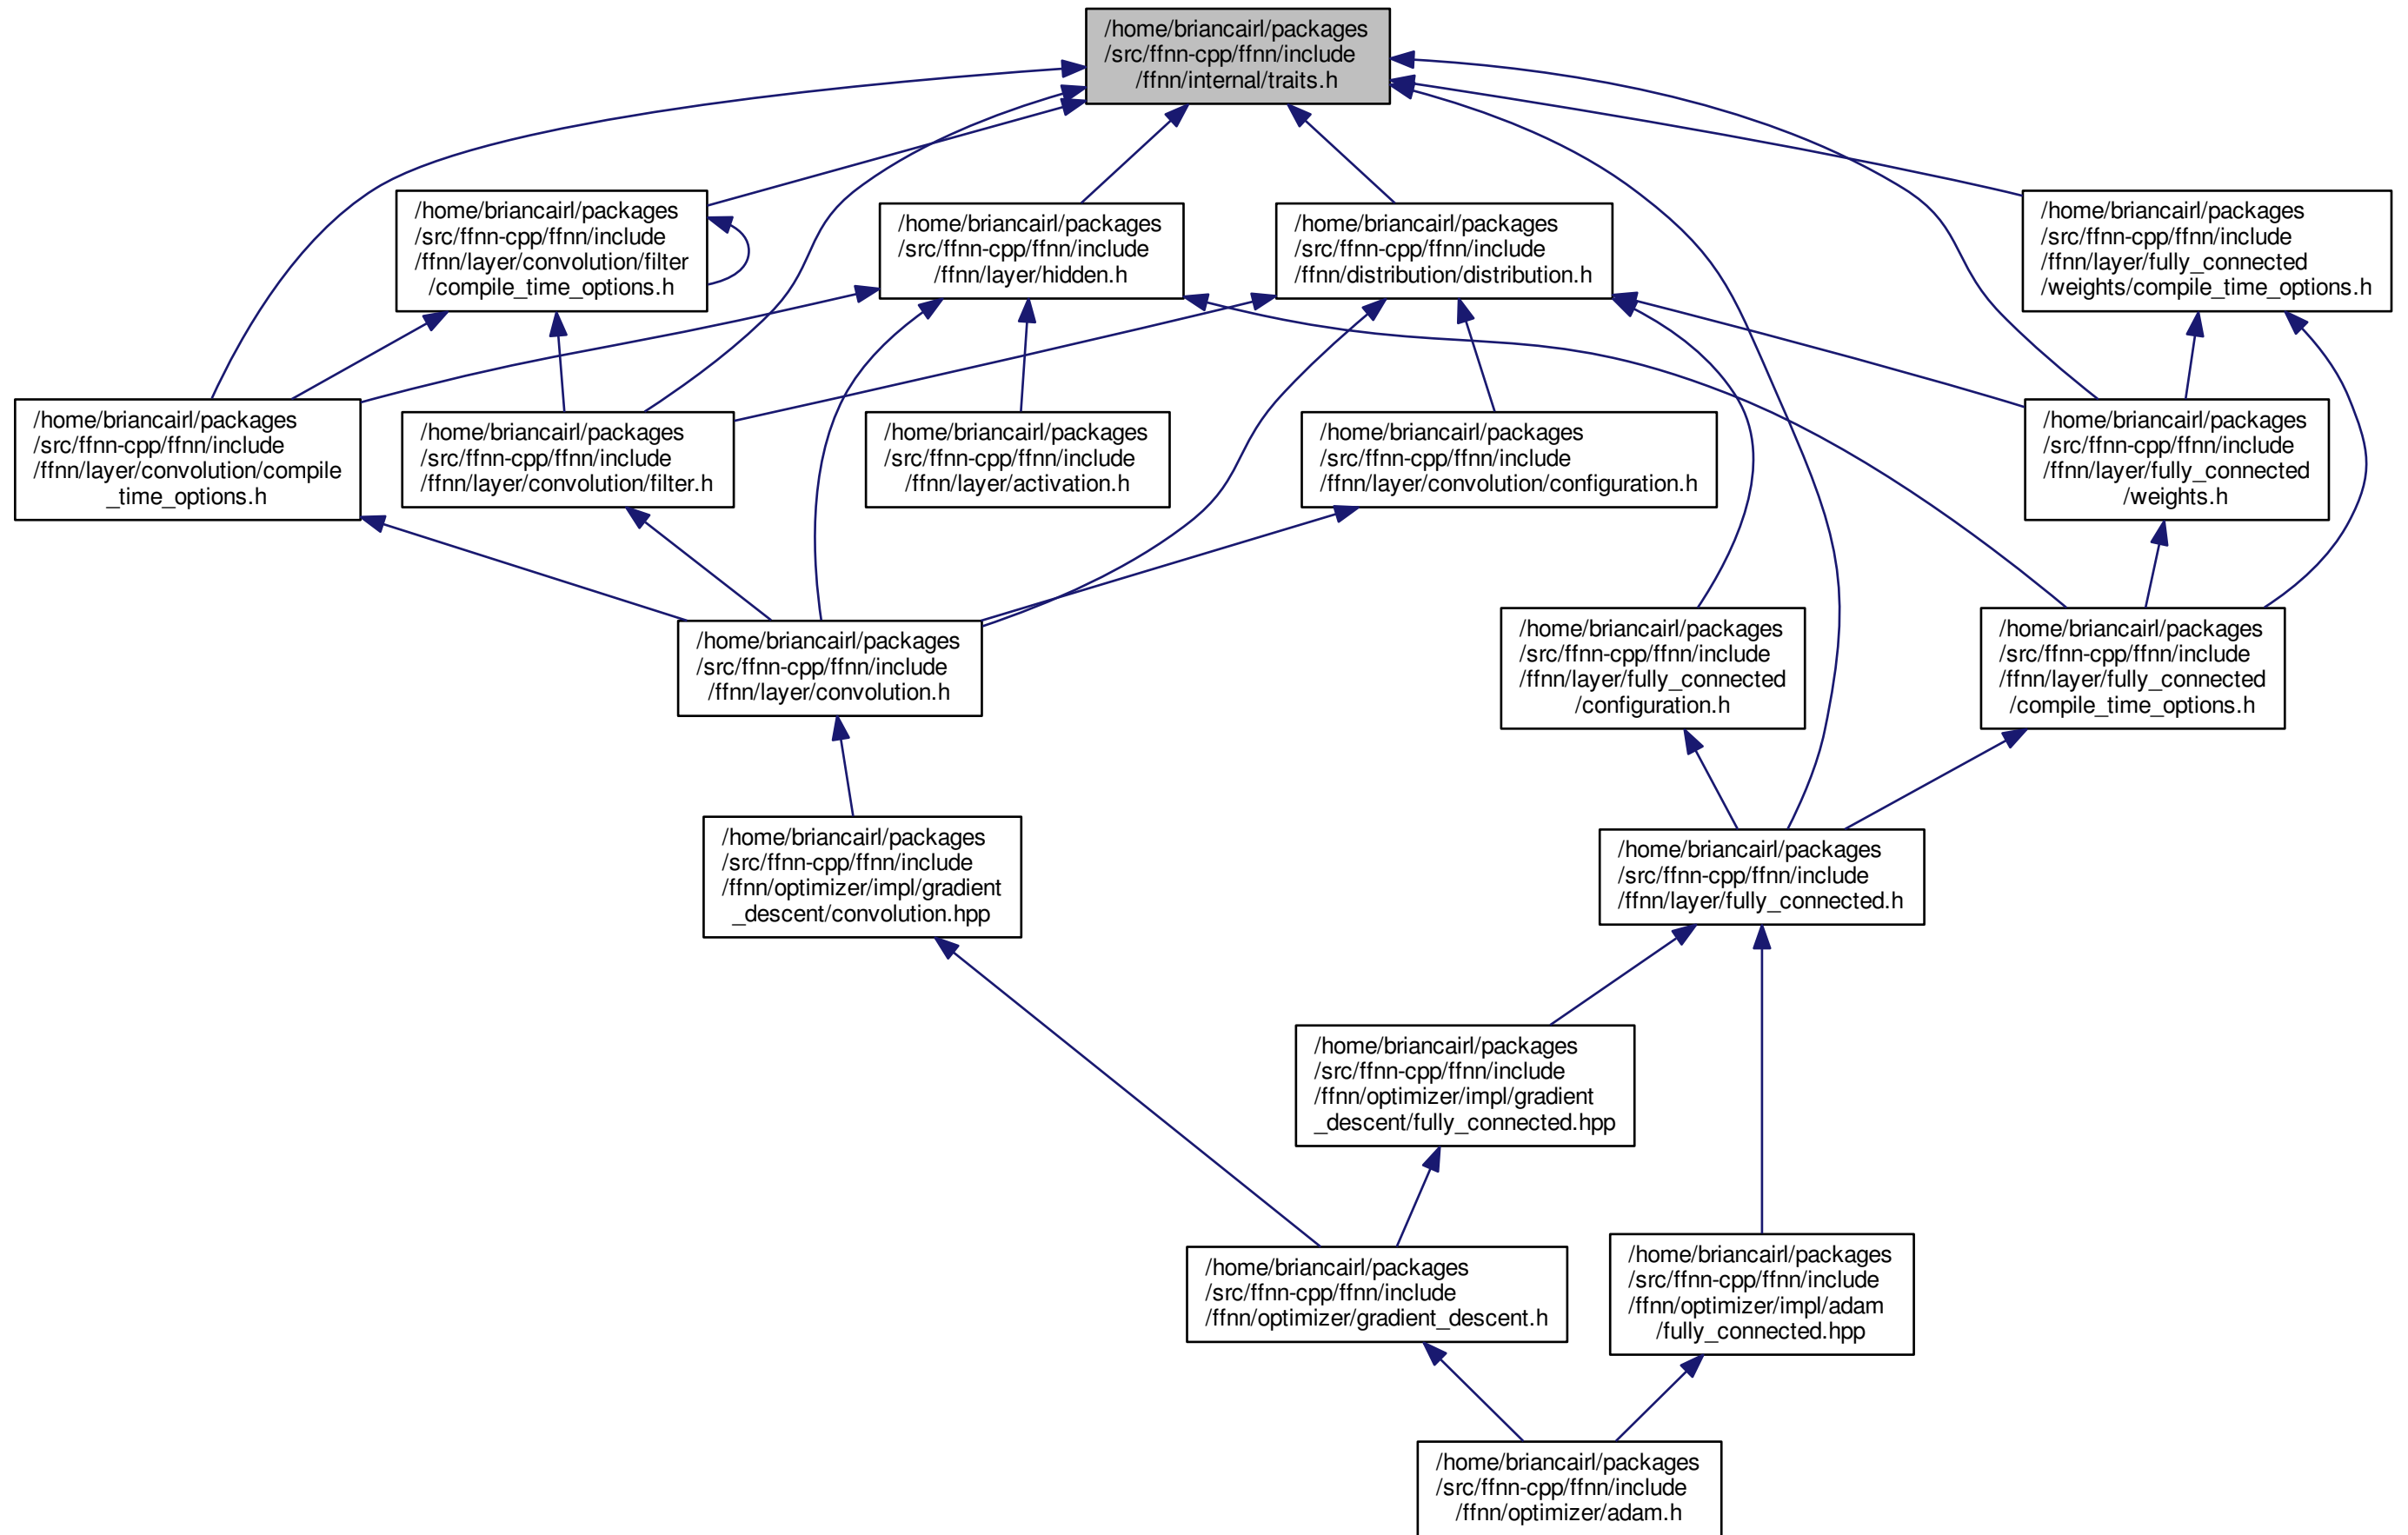 /home/briancairl/packages
/src/ffnn-cpp/ffnn/include
/ffnn/internal/traits.h
/home/briancairl/packages
/src/ffnn-cpp/ffnn/include
/ffnn/layer/convolution/filter
/compile_time_options.h
/home/briancairl/packages
/src/ffnn-cpp/ffnn/include
/ffnn/layer/hidden.h
/home/briancairl/packages
/src/ffnn-cpp/ffnn/include
/ffnn/distribution/distribution.h
/home/briancairl/packages
/src/ffnn-cpp/ffnn/include
/ffnn/layer/fully_connected
/weights/compile_time_options.h
/home/briancairl/packages
/src/ffnn-cpp/ffnn/include
/ffnn/layer/convolution/compile
_time_options.h
/home/briancairl/packages
/src/ffnn-cpp/ffnn/include
/ffnn/layer/convolution/filter.h
/home/briancairl/packages
/src/ffnn-cpp/ffnn/include
/ffnn/layer/activation.h
/home/briancairl/packages
/src/ffnn-cpp/ffnn/include
/ffnn/layer/convolution/configuration.h
/home/briancairl/packages
/src/ffnn-cpp/ffnn/include
/ffnn/layer/fully_connected
/weights.h
/home/briancairl/packages
/src/ffnn-cpp/ffnn/include
/ffnn/layer/convolution.h
/home/briancairl/packages
/src/ffnn-cpp/ffnn/include
/ffnn/layer/fully_connected
/configuration.h
/home/briancairl/packages
/src/ffnn-cpp/ffnn/include
/ffnn/layer/fully_connected
/compile_time_options.h
/home/briancairl/packages
/src/ffnn-cpp/ffnn/include
/ffnn/optimizer/impl/gradient
_descent/convolution.hpp
/home/briancairl/packages
/src/ffnn-cpp/ffnn/include
/ffnn/layer/fully_connected.h
/home/briancairl/packages
/src/ffnn-cpp/ffnn/include
/ffnn/optimizer/impl/gradient
_descent/fully_connected.hpp
/home/briancairl/packages
/src/ffnn-cpp/ffnn/include
/ffnn/optimizer/gradient_descent.h
/home/briancairl/packages
/src/ffnn-cpp/ffnn/include
/ffnn/optimizer/impl/adam
/fully_connected.hpp
/home/briancairl/packages
/src/ffnn-cpp/ffnn/include
/ffnn/optimizer/adam.h